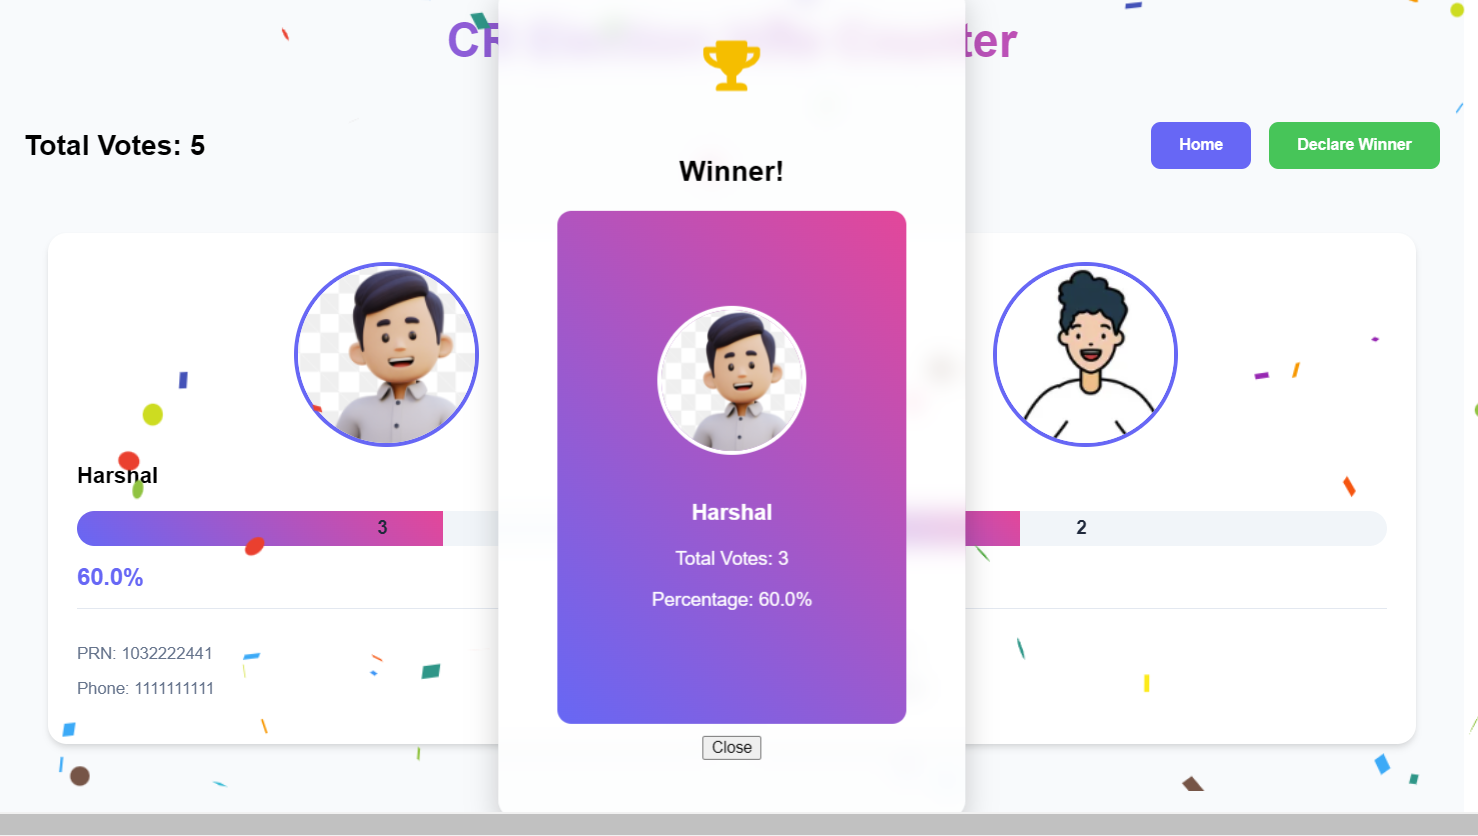 CR
ter
Total Votes: 5
Home
Declare Winner
Winner!
Harshal
3
60.0%
PRN: 1032222441
Phone: 1111111111
Harshal
Total Votes: 3
Percentage: 60.0%
Close
2